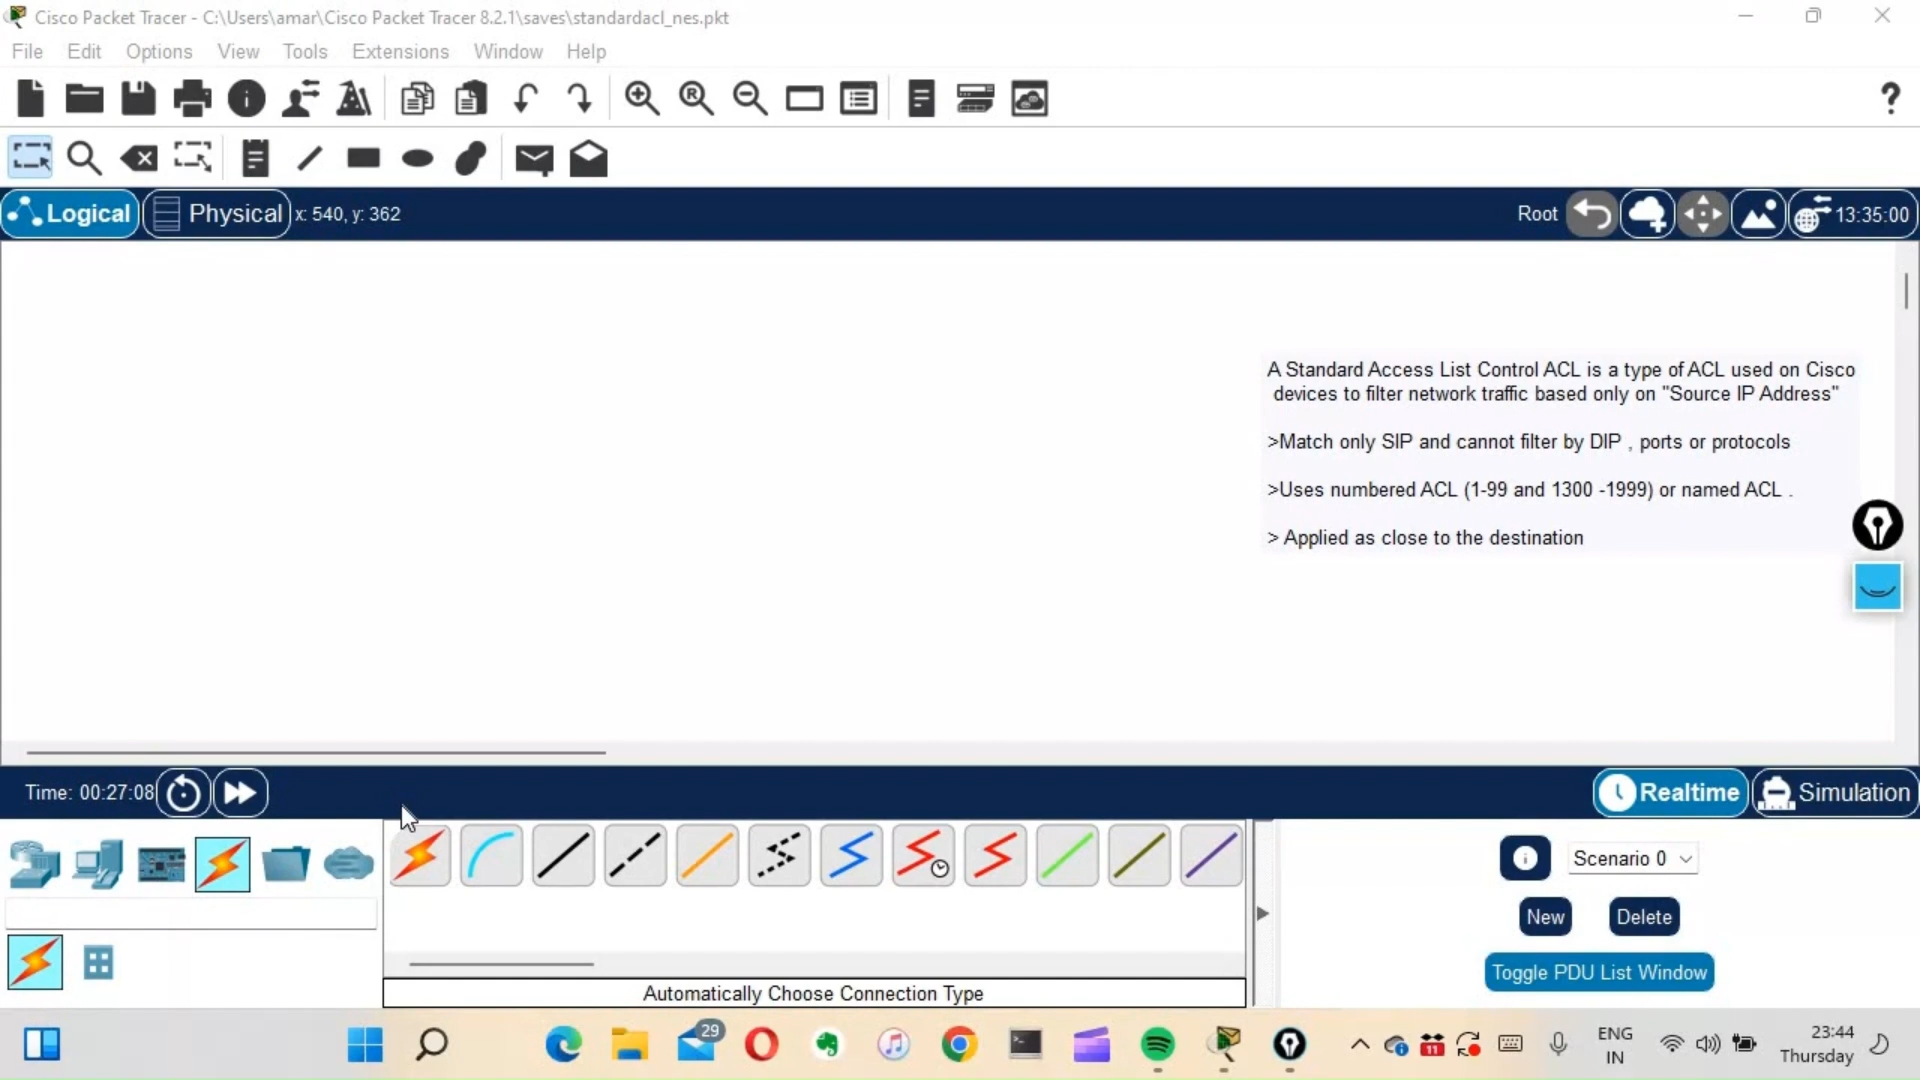 Cisco Packet Tracer - C:\Users\amar\Cisco Packet Tracer 8.2.1\saves\standardacl_nes.pkt
File Edit Options View Tools Extensions Window Help
Logical Physical x: 540, y: 362 Root 13:35:00
A Standard Access List Control ACL is a type of ACL used on Cisco
devices to filter network traffic based only on "Source IP Address"
>Match only SIP and cannot filter by DIP , ports or protocols
>Uses numbered ACL (1-99 and 1300 -1999) or named ACL .
> Applied as close to the destination
Time: 00:27:08 Realtime Simulation
Scenario 0
New Delete
Toggle PDU List Window
Automatically Choose Connection Type
29
11
ENG
IN
23:44
Thursday